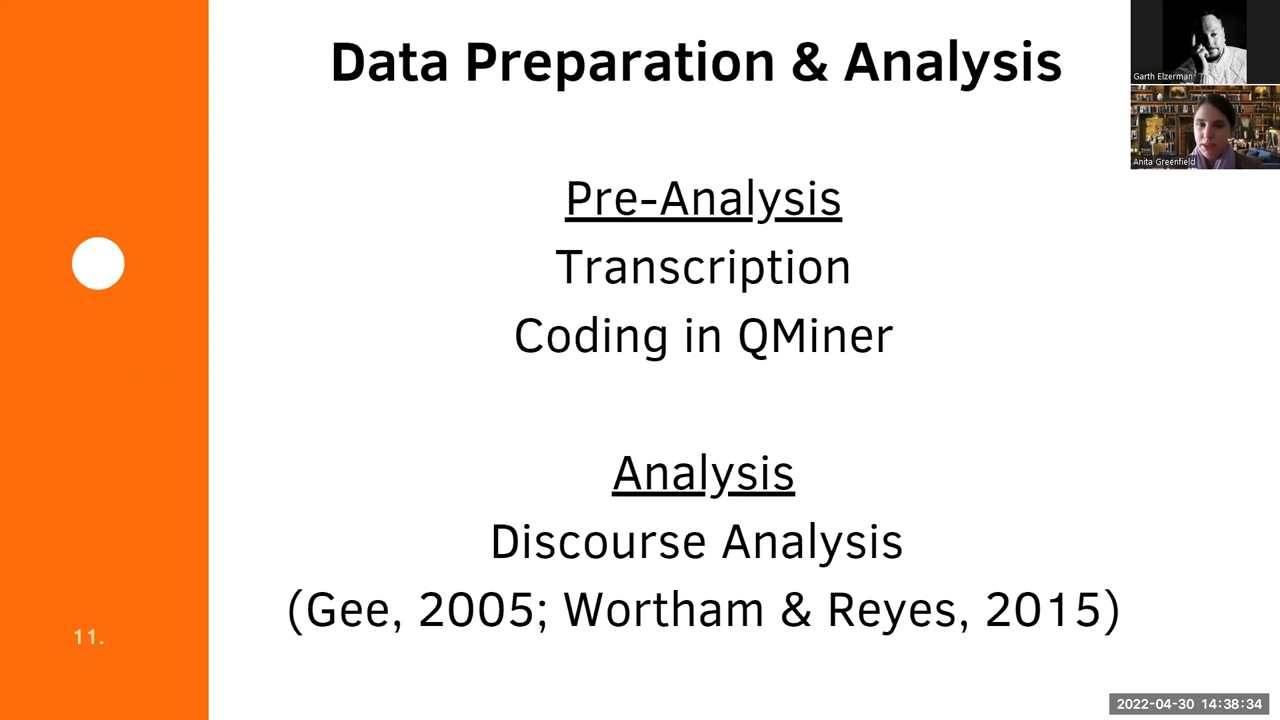 Data Preparation & Analysis
Garth Elzerman
Anita Greenfield
Pre-Analysis
Transcription
Coding in QMiner
Analysis
Discourse Analysis
(Gee, 2005; Wortham & Reyes, 2015)
11.
2022-04-30 14:38:34